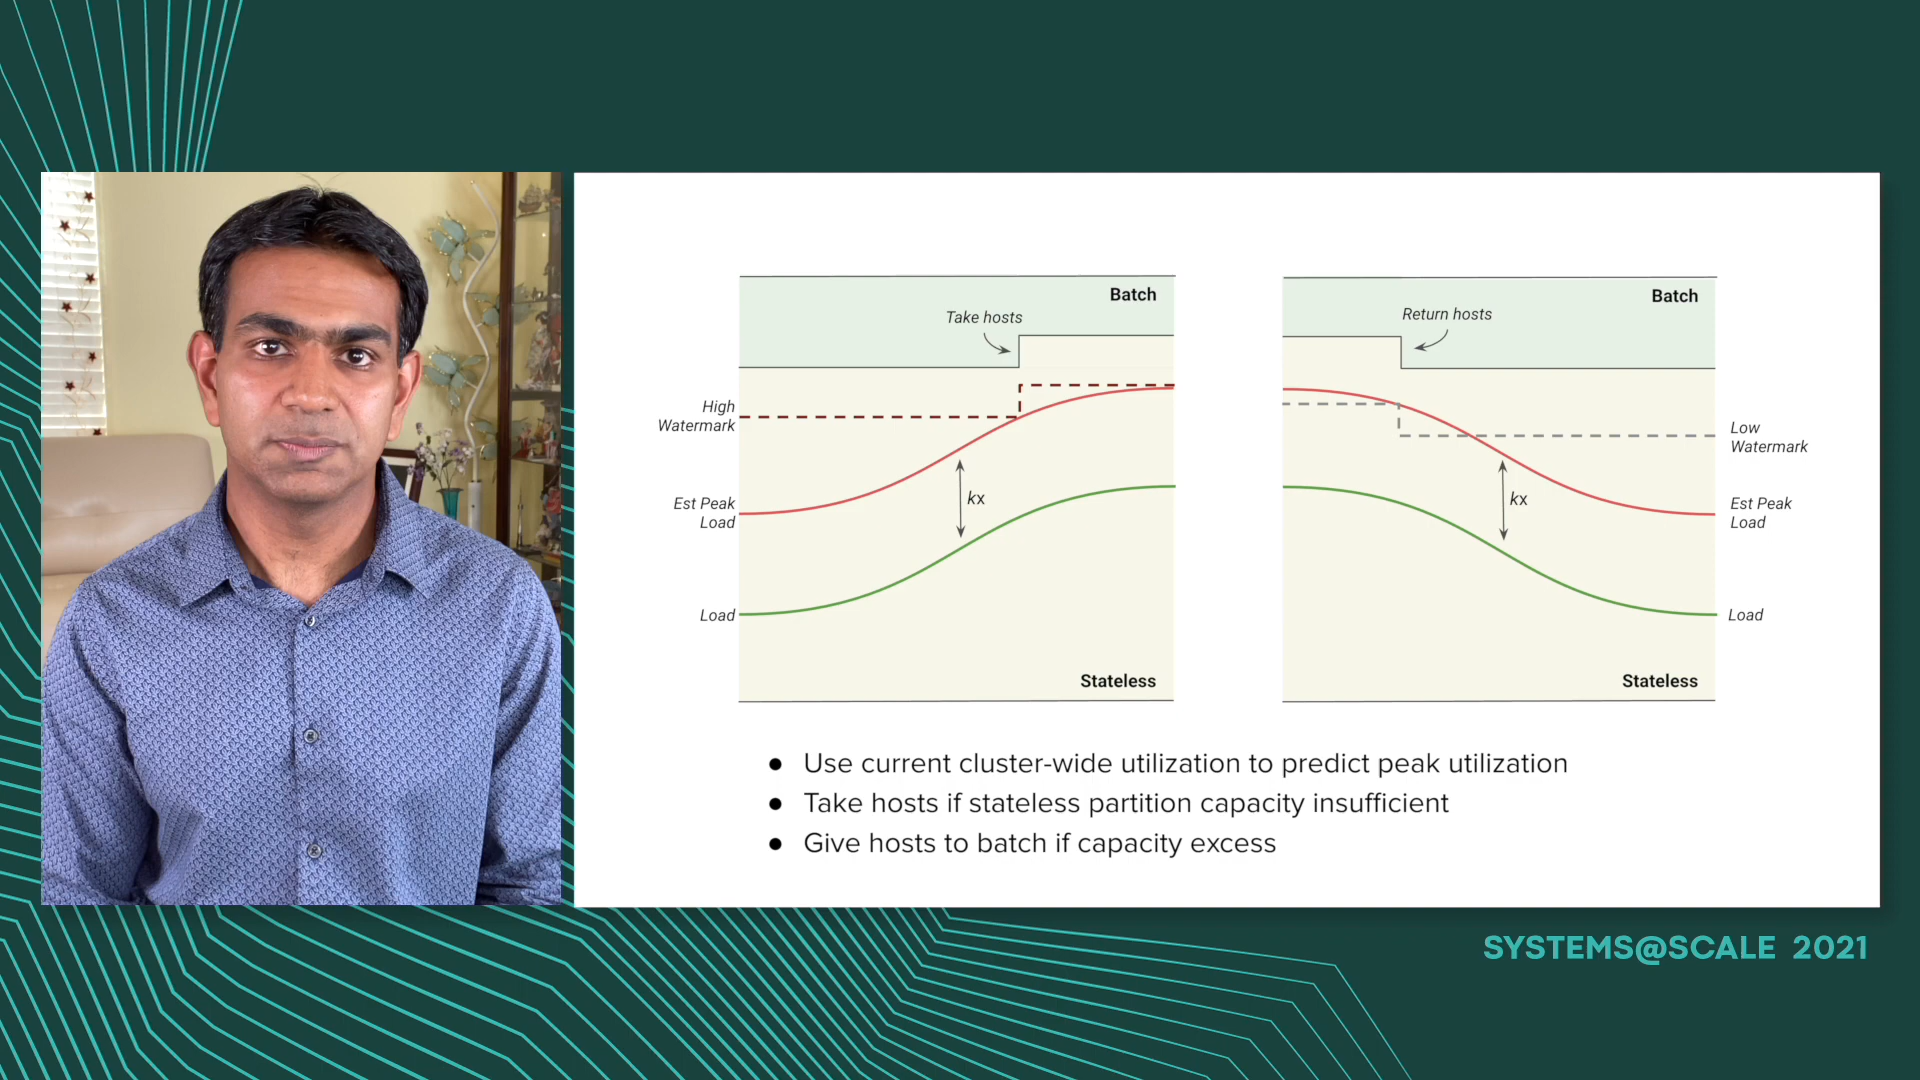 Batch
Take hosts
High
Watermark
Est Peak
Load
kx
Load
Stateless
Batch
Return hosts
Low
Watermark
kx
Est Peak
Load
Load
Stateless
● Use current cluster-wide utilization to predict peak utilization
● Take hosts if stateless partition capacity insufficient
● Give hosts to batch if capacity excess
SYSTEMS@SCALE 2021